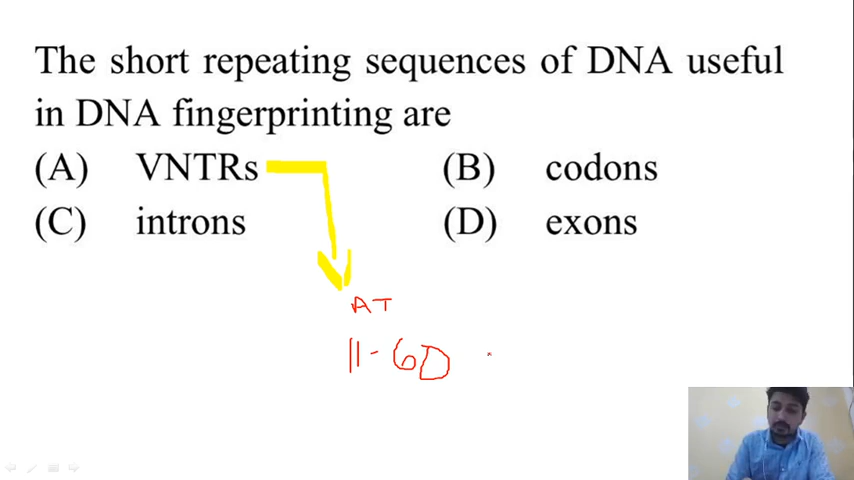 The short repeating sequences of DNA useful
in DNA fingerprinting are
(A) VNTRs (B) codons
(C) introns (D) exons
AT
11-60